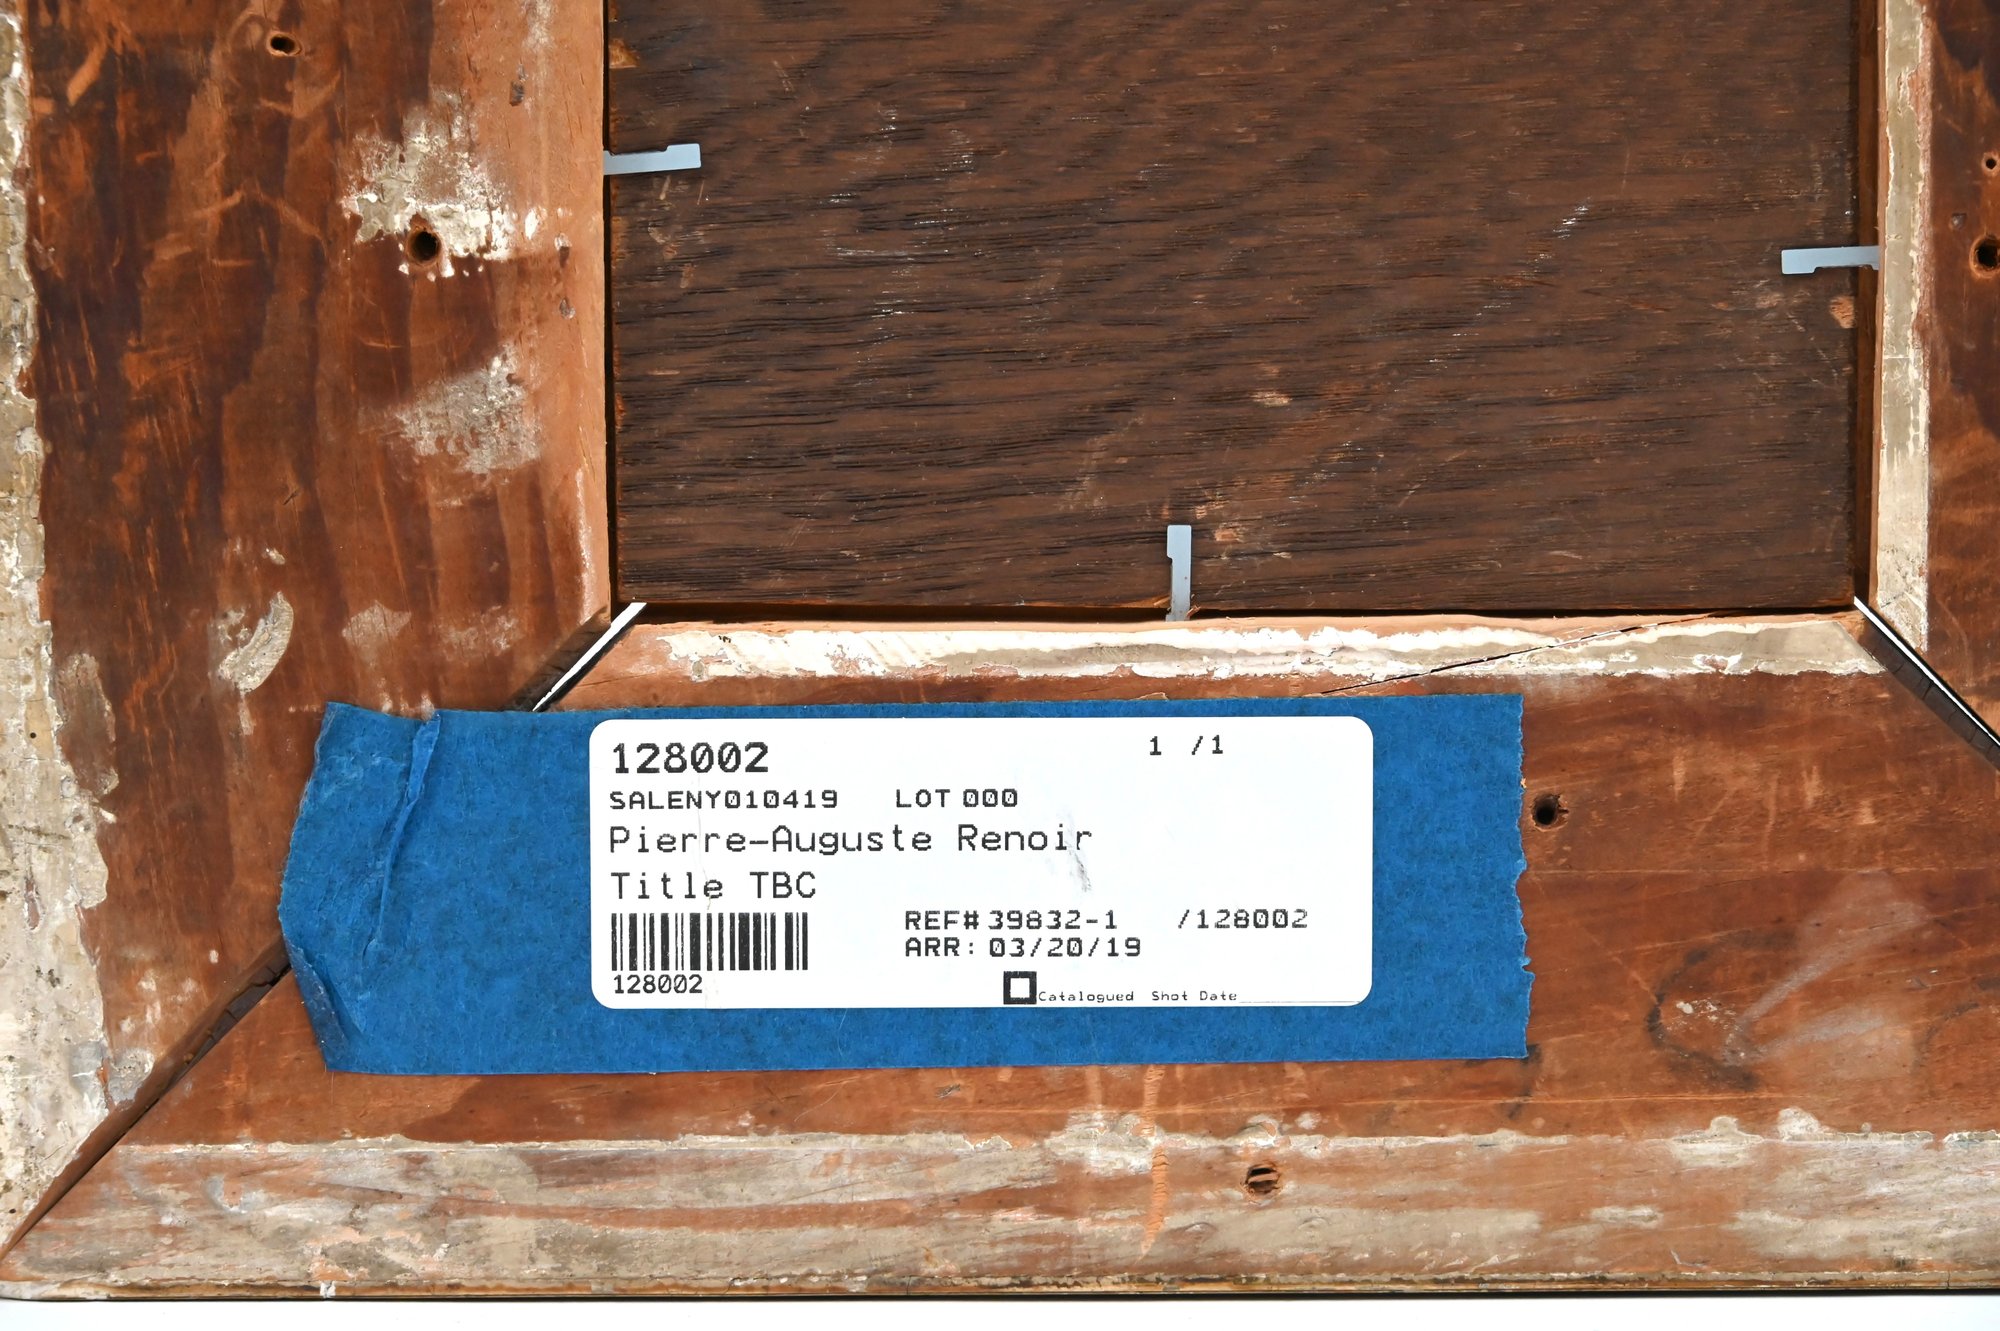 128002 1 /1
SALENY010419 LOT 000
Pierre-Auguste Renoir
Title TBC
REF# 39832-1 /128002
ARR: 03/20/19
128002
Catalogued Shot Date